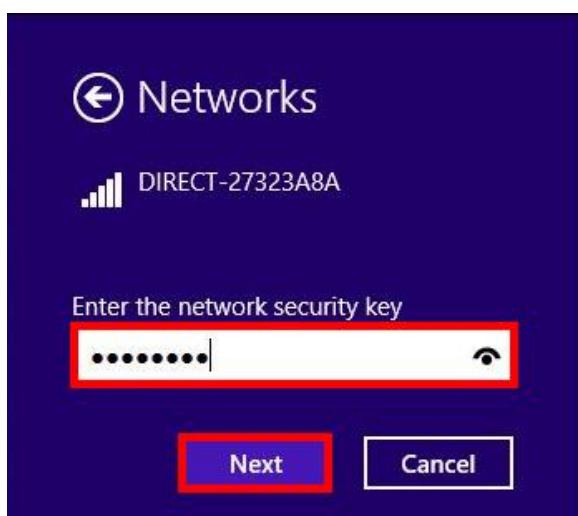 Networks
DIRECT-27323A8A
Enter the network security key
••••••••
Next
Cancel